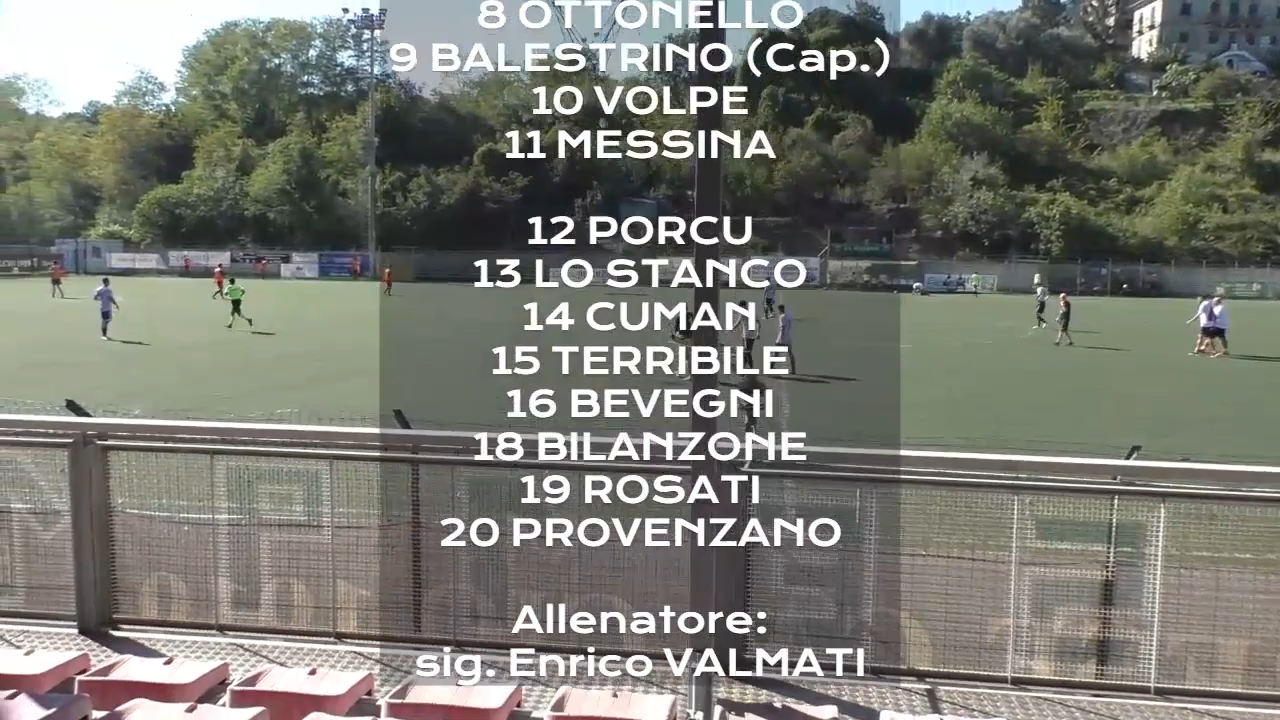 8 OTTONELLO
9 BALESTRINO (Cap.)
10 VOLPE
11 MESSINA
12 PORCU
13 LO STANCO
14 CUMAN
15 TERRIBILE
16 BEVEGNI
18 BILANZONE
19 ROSATI
20 PROVENZANO
Allenatore:
sig. Enrico VALMATI